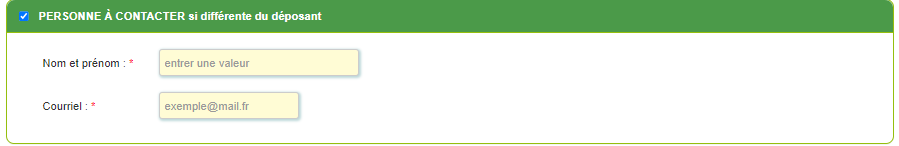 PERSONNE À CONTACTER si différente du déposant
Nom et prénom : * entrer une valeur
Courriel : * exemple@mail.fr